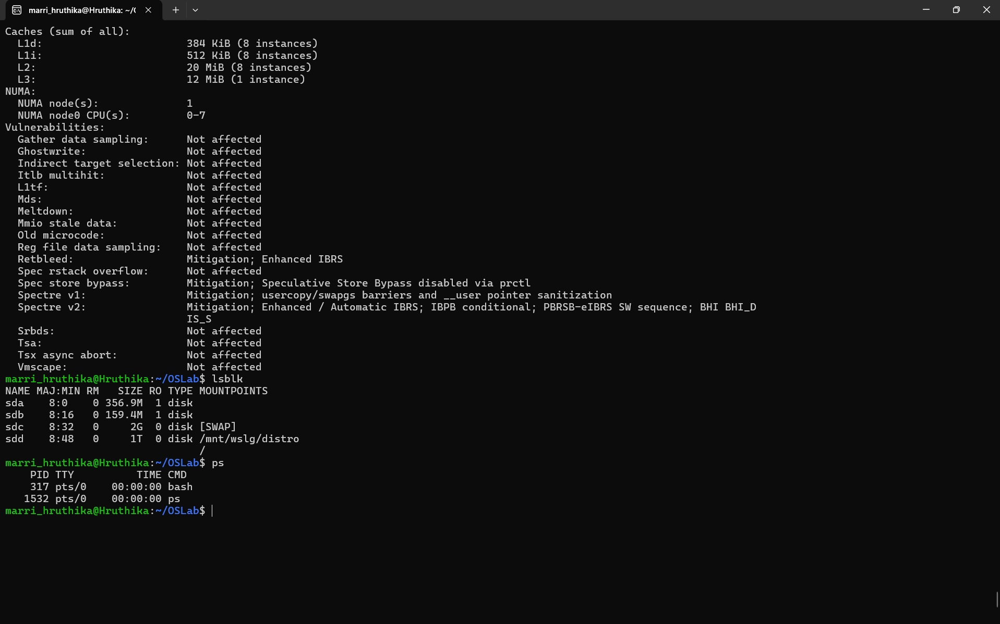 marri_hruthika@Hruthika: ~/
Caches (sum of all):
  L1d:                       384 KiB (8 instances)
  L1i:                       512 KiB (8 instances)
  L2:                        20 MiB (8 instances)
  L3:                        12 MiB (1 instance)
NUMA:
  NUMA node(s):              1
  NUMA node0 CPU(s):         0-7
Vulnerabilities:
  Gather data sampling:      Not affected
  Ghostwrite:                Not affected
  Indirect target selection: Not affected
  Itlb multihit:             Not affected
  L1tf:                      Not affected
  Mds:                       Not affected
  Meltdown:                  Not affected
  Mmio stale data:           Not affected
  Old microcode:             Not affected
  Reg file data sampling:    Not affected
  Retbleed:                  Mitigation; Enhanced IBRS
  Spec rstack overflow:      Not affected
  Spec store bypass:         Mitigation; Speculative Store Bypass disabled via prctl
  Spectre v1:                Mitigation; usercopy/swapgs barriers and __user pointer sanitization
  Spectre v2:                Mitigation; Enhanced / Automatic IBRS; IBPB conditional; PBRSB-eIBRS SW sequence; BHI BHI_D
                             IS_S
  Srbds:                     Not affected
  Tsa:                       Not affected
  Tsx async abort:           Not affected
  Vmscape:                   Not affected
marri_hruthika@Hruthika:~/OSLab$ lsblk
NAME MAJ:MIN RM   SIZE RO TYPE MOUNTPOINTS
sda    8:0    0 356.9M  1 disk
sdb    8:16   0 159.4M  1 disk
sdc    8:32   0     2G  0 disk [SWAP]
sdd    8:48   0     1T  0 disk /mnt/wslg/distro
                               /
marri_hruthika@Hruthika:~/OSLab$ ps
    PID TTY          TIME CMD
    317 pts/0    00:00:00 bash
   1532 pts/0    00:00:00 ps
marri_hruthika@Hruthika:~/OSLab$